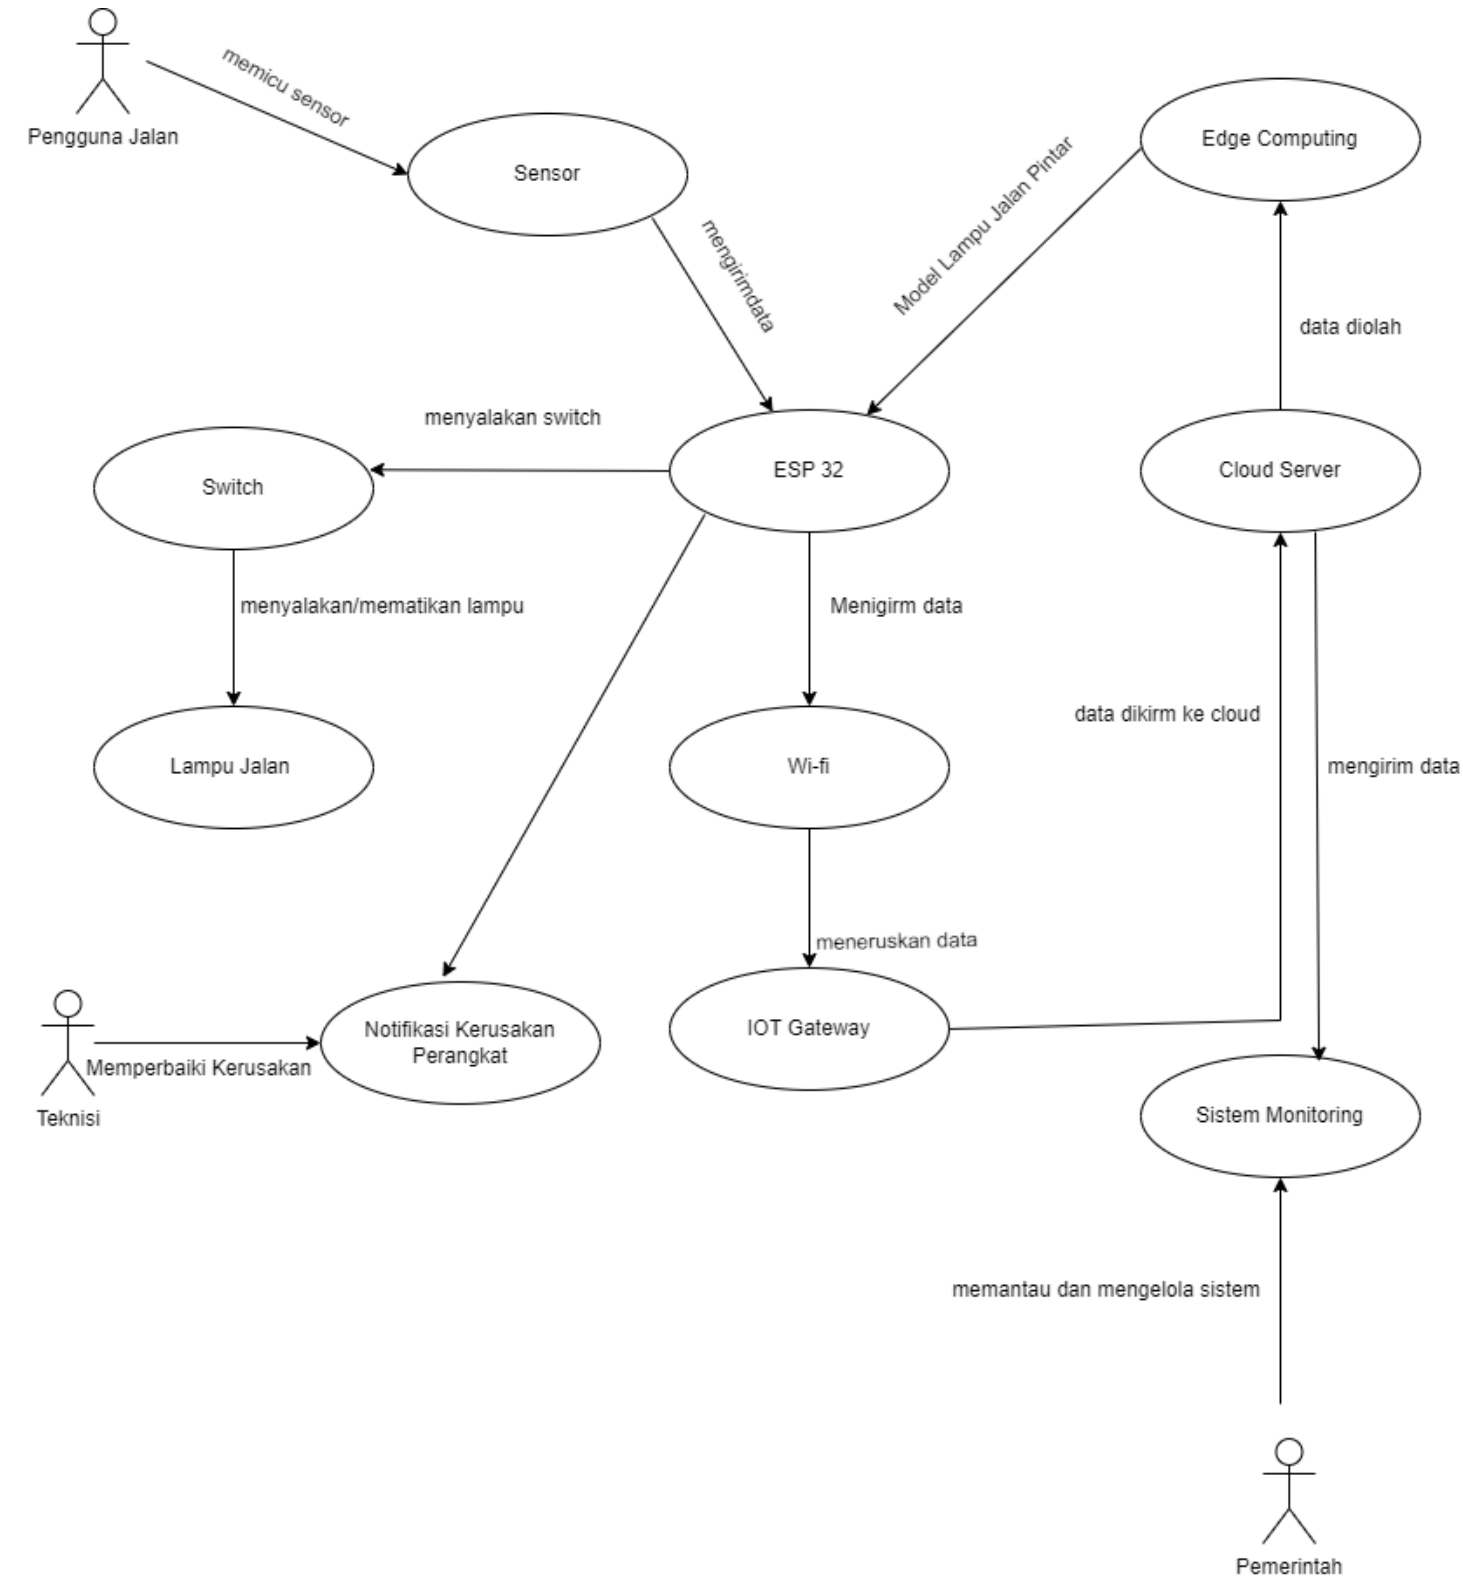 Pengguna Jalan
memicu sensor
Sensor
Edge Computing
mengirimdata
Model Lampu Jalan Pintar
data diolah
menyalakan switch
Switch
ESP 32
Cloud Server
menyalakan/mematikan lampu
Menigirm data
Lampu Jalan
Wi-fi
data dikirm ke cloud
mengirim data
meneruskan data
Notifikasi Kerusakan
Perangkat
IOT Gateway
Memperbaiki Kerusakan
Teknisi
Sistem Monitoring
memantau dan mengelola sistem
Pemerintah